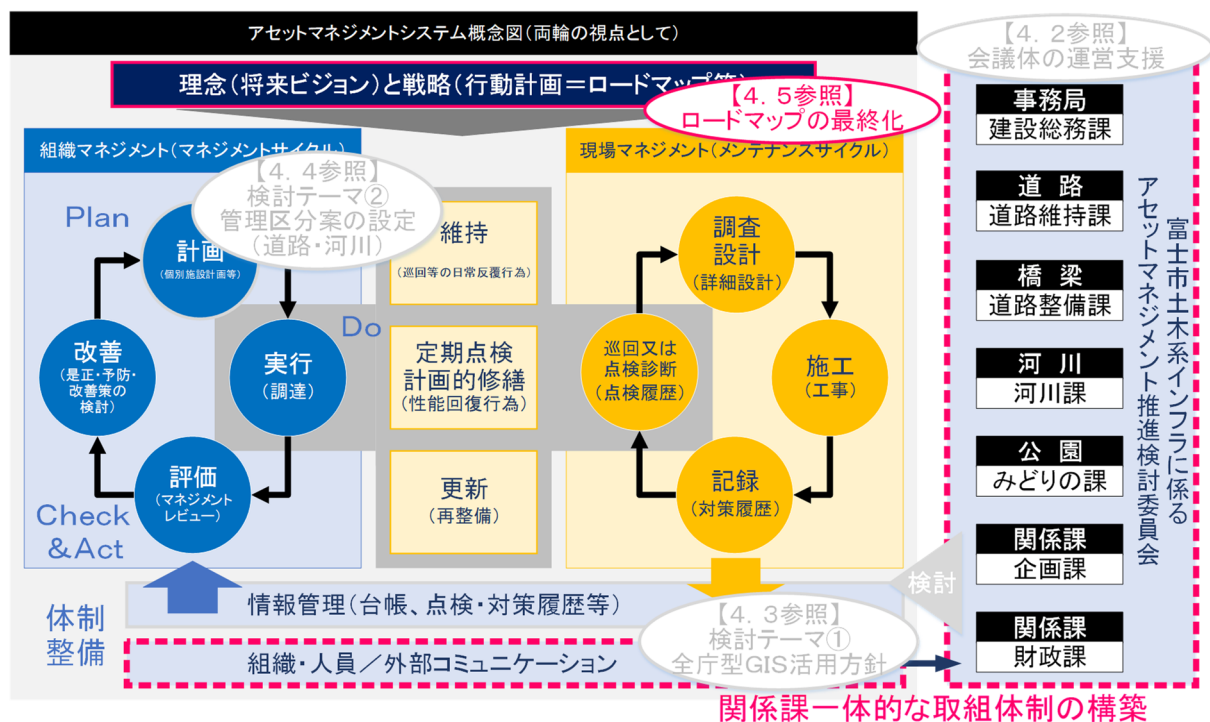 アセットマネジメントシステム概念図(両輪の視点として)
理念(将来ビジョン)と戦略(行動計画=ロードマップ等)
【4.5参照】
ロードマップの最終化
組織マネジメント(マネジメントサイクル)
【4.4参照】
検討テーマ②
管理区分案の設定
(道路・河川)
Plan
計画
(個別施設計画等)
Do
実行
(調達)
改善
(是正・予防・
改善策の
検討)
評価
(マネジメント
レビュー)
Check
&Act
維持
(巡回等の日常反覆行為)
定期点検
計画的修繕
(性能回復行為)
更新
(再整備)
現場マネジメント(メンテナンスサイクル)
調査
設計
(詳細設計)
巡回又は
点検診断
(点検履歴)
施工
(工事)
記録
(対策履歴)
体制
整備
情報管理(台帳、点検・対策履歴等)
組織・人員/外部コミュニケーション
【4.3参照】
検討テーマ①
全庁型GIS活用方針
検討
【4.2参照】
会議体の運営支援
事務局
建設総務課
道路
道路維持課
橋梁
道路整備課
河川
河川課
公園
みどりの課
関係課
企画課
関係課
財政課
富士市土木系インフラに係る
アセットマネジメント推進検討委員会
関係課一体的な取組体制の構築